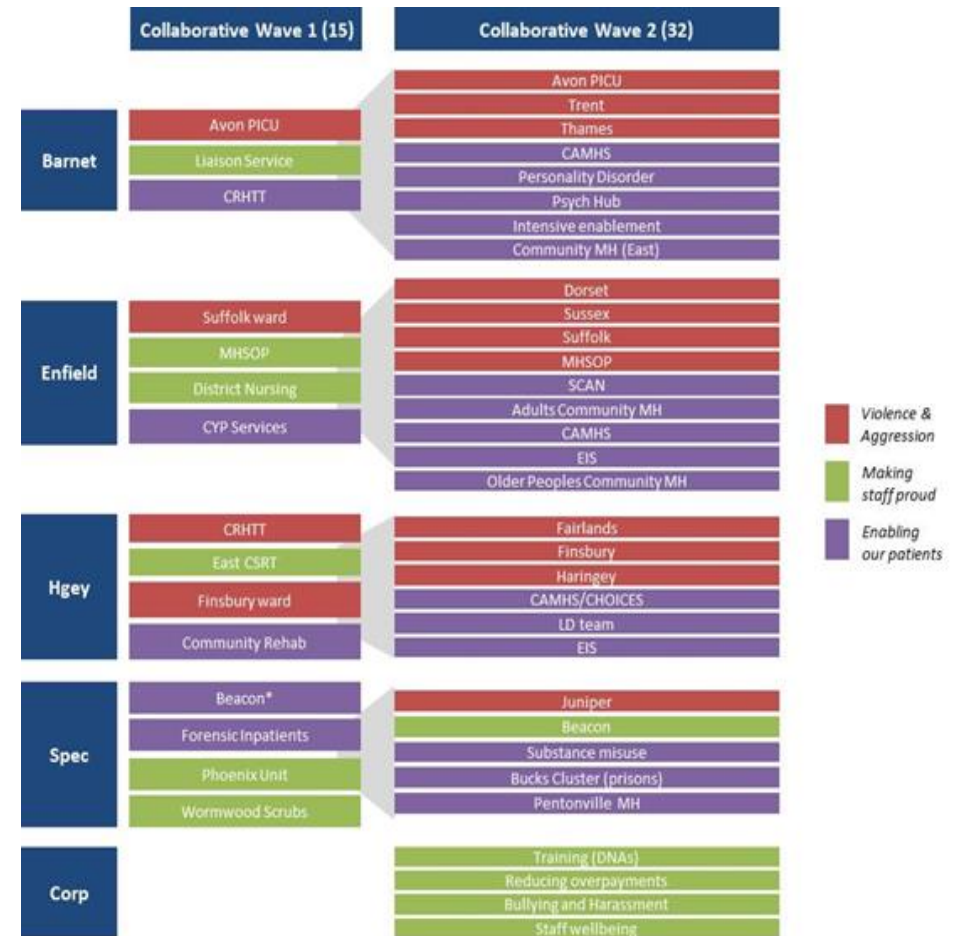 Collaborative Wave 1 (15)
Collaborative Wave 2 (32)
Barnet
Avon PICU
Liaison Service
CRHTT
Avon PICU
Trent
Thames
CAMHS
Personality Disorder
Psych Hub
Intensive enablement
Community MH (East)
Enfield
Suffolk ward
MHSOP
District Nursing
CYP Services
Dorset
Sussex
Suffolk
MHSOP
SCAN
Adults Community MH
CAMHS
EIS
Older Peoples Community MH
Hgey
CRHTT
East CSRT
Finsbury ward
Community Rehab
Fairlands
Finsbury
Haringey
CAMHS/CHOICES
LD team
EIS
Spec
Beacon*
Forensic Inpatients
Phoenix Unit
Wormwood Scrubs
Juniper
Beacon
Substance misuse
Bucks Cluster (prisons)
Pentonville MH
Corp
Training (DNAs)
Reducing overpayments
Bullying and Harassment
Staff wellbeing
Violence &
Aggression
Making
staff proud
Enabling
our patients